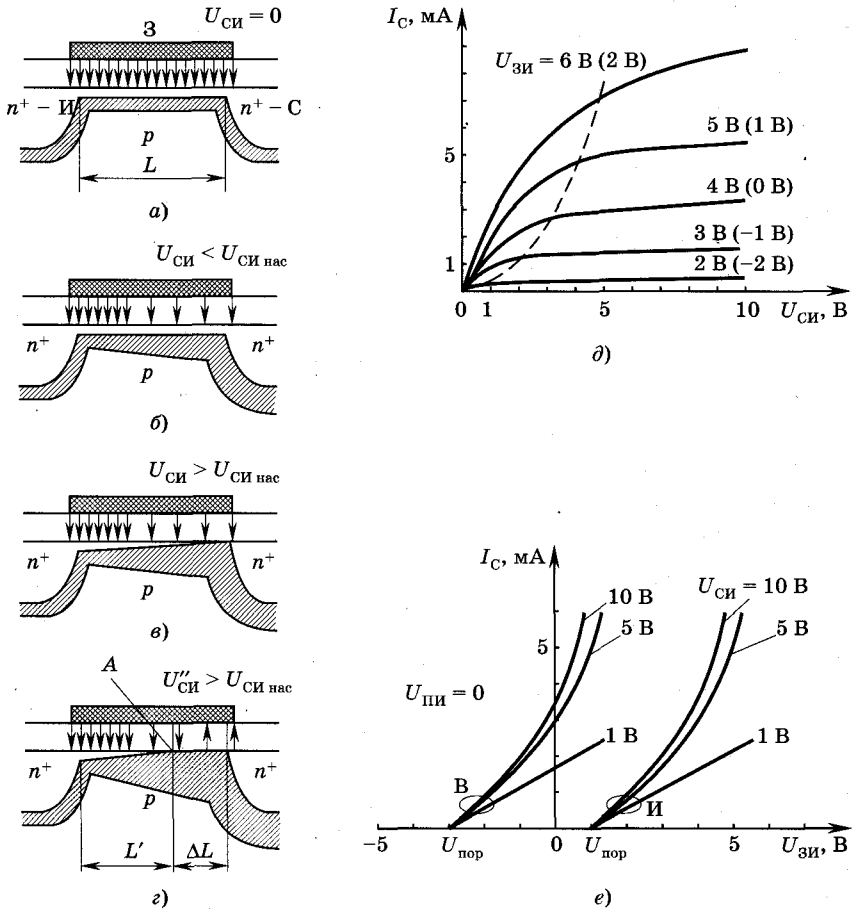 U_СИ = 0
З
n⁺ – И
n⁺ – С
p
L
а)
U_СИ < U_СИ нас
n⁺
n⁺
p
б)
U_СИ > U_СИ нас
n⁺
n⁺
p
в)
A
U″_СИ > U_СИ нас
n⁺
n⁺
p
L′
ΔL
г)
I_С, мА
U_ЗИ = 6 В (2 В)
5 В (1 В)
5
4 В (0 В)
3 В (−1 В)
2 В (−2 В)
1
0
1
5
10
U_СИ, В
д)
I_С, мА
10 В
U_СИ = 10 В
5 В
5 В
5
U_ПИ = 0
1 В
1 В
В
И
−5
U_пор
0
U_пор
5
U_ЗИ, В
е)